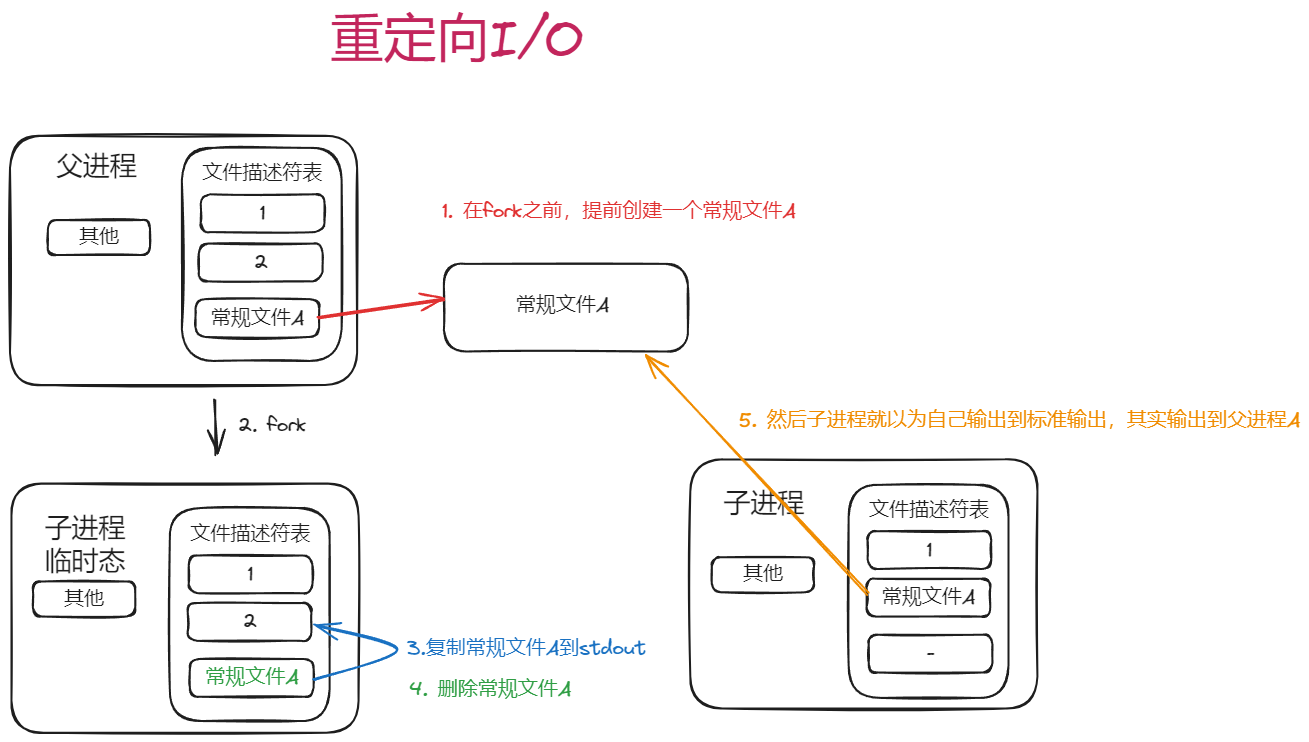 重定向I/O
父进程
文件描述符表
1
其他
2
常规文件A
1. 在fork之前，提前创建一个常规文件A
常规文件A
2. fork
5. 然后子进程就以为自己输出到标准输出，其实输出到父进程A
子进程
临时态
文件描述符表
1
其他
2
常规文件A
3.复制常规文件A到stdout
4. 删除常规文件A
子进程
文件描述符表
1
其他
常规文件A
-